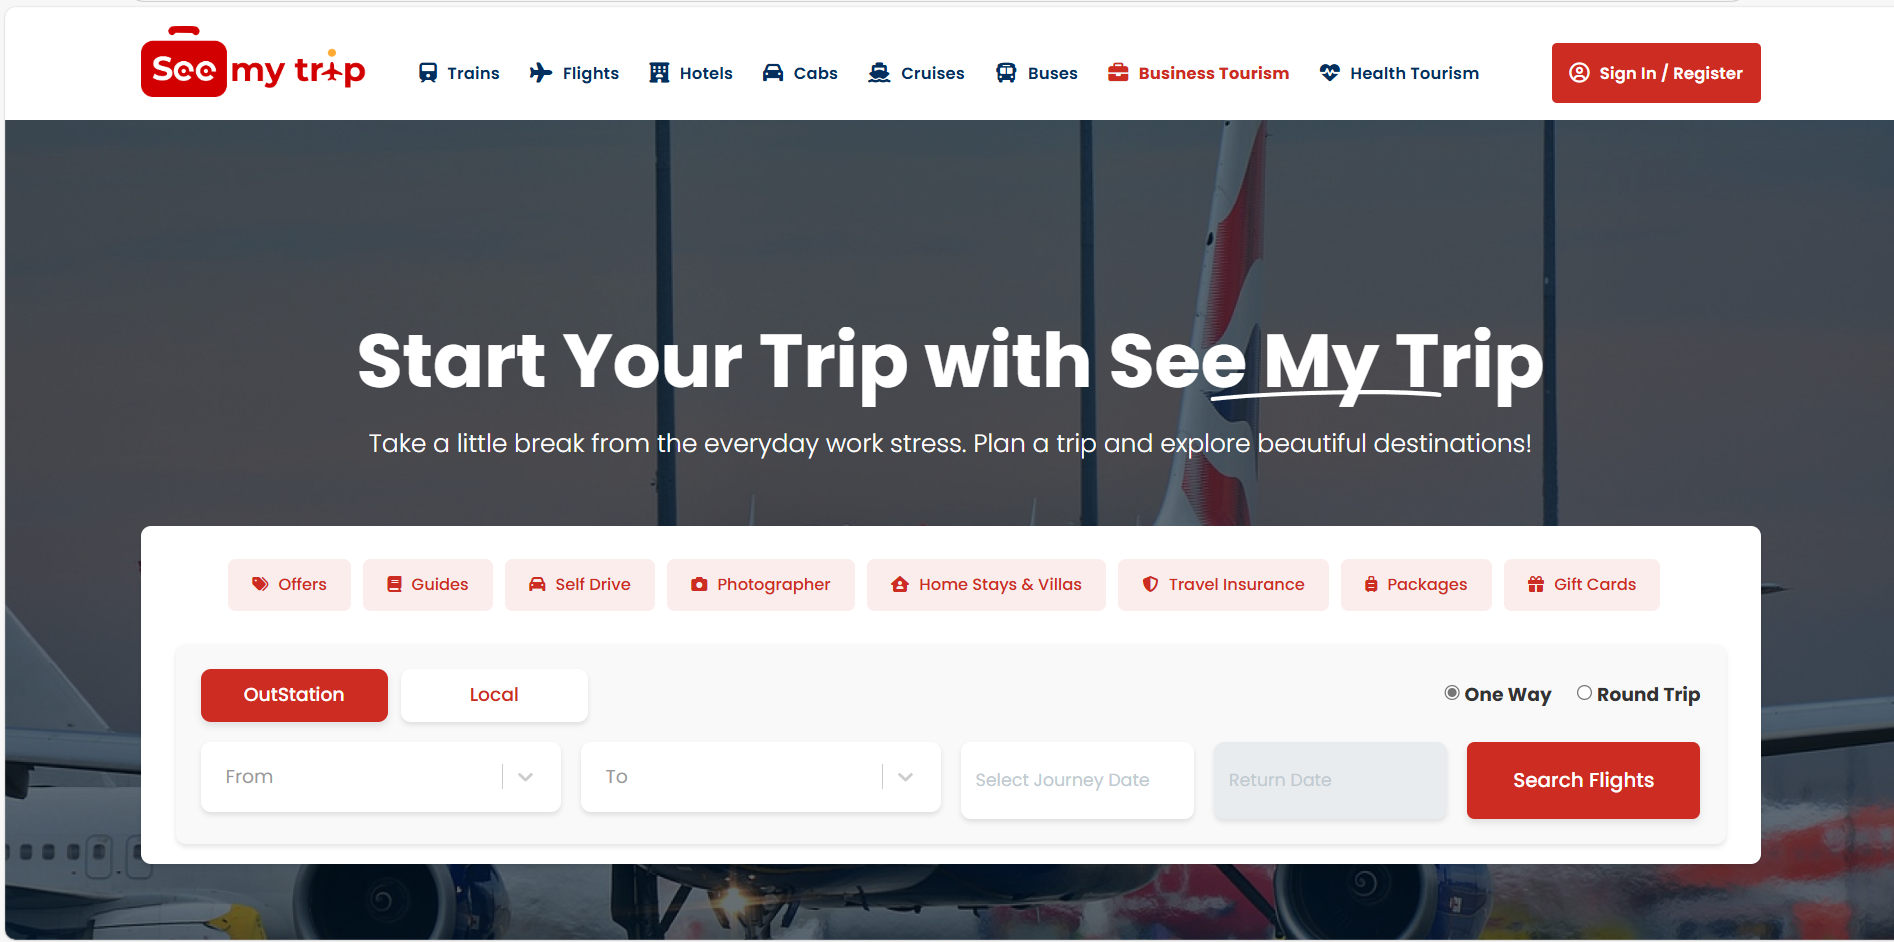 See my trip
Trains Flights Hotels Cabs Cruises Buses Business Tourism Health Tourism Sign In / Register
Start Your Trip with See My Trip
Take a little break from the everyday work stress. Plan a trip and explore beautiful destinations!
Offers Guides Self Drive Photographer Home Stays & Villas Travel Insurance Packages Gift Cards
OutStation Local One Way Round Trip
From To Select Journey Date Return Date Search Flights